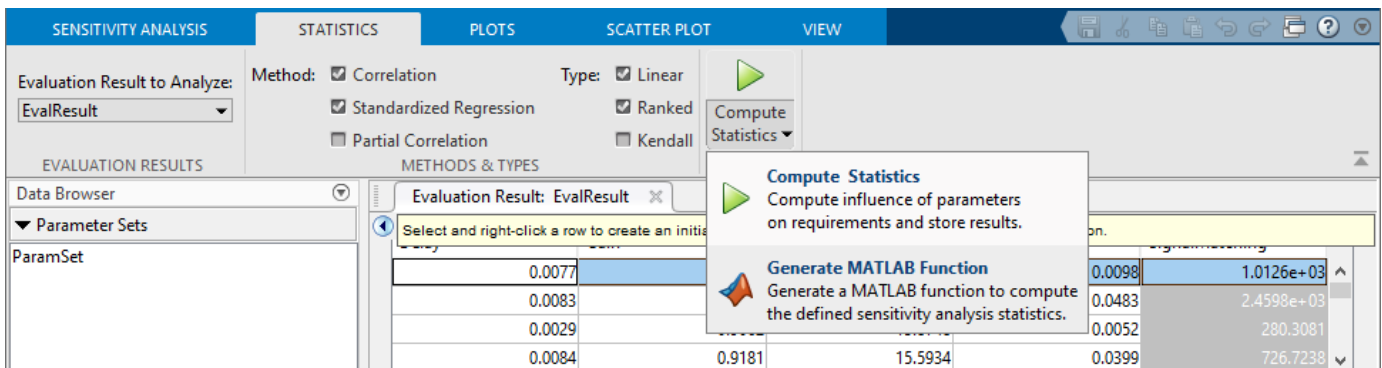 SENSITIVITY ANALYSIS STATISTICS PLOTS SCATTER PLOT VIEW
Evaluation Result to Analyze:
EvalResult
EVALUATION RESULTS
Method: Correlation
Standardized Regression
Partial Correlation
Type: Linear
Ranked
Kendall
METHODS & TYPES
Compute
Statistics
Compute Statistics
Compute influence of parameters
on requirements and store results.
Generate MATLAB Function
Generate a MATLAB function to compute
the defined sensitivity analysis statistics.
Data Browser
Parameter Sets
ParamSet
Evaluation Result: EvalResult
Select and right-click a row to create an initia
on.
0.0077 0.0098 1.0126e+03
0.0083 0.0483 2.4598e+03
0.0029 0.0052 280.3081
0.0084 0.9181 15.5934 0.0399 726.7238